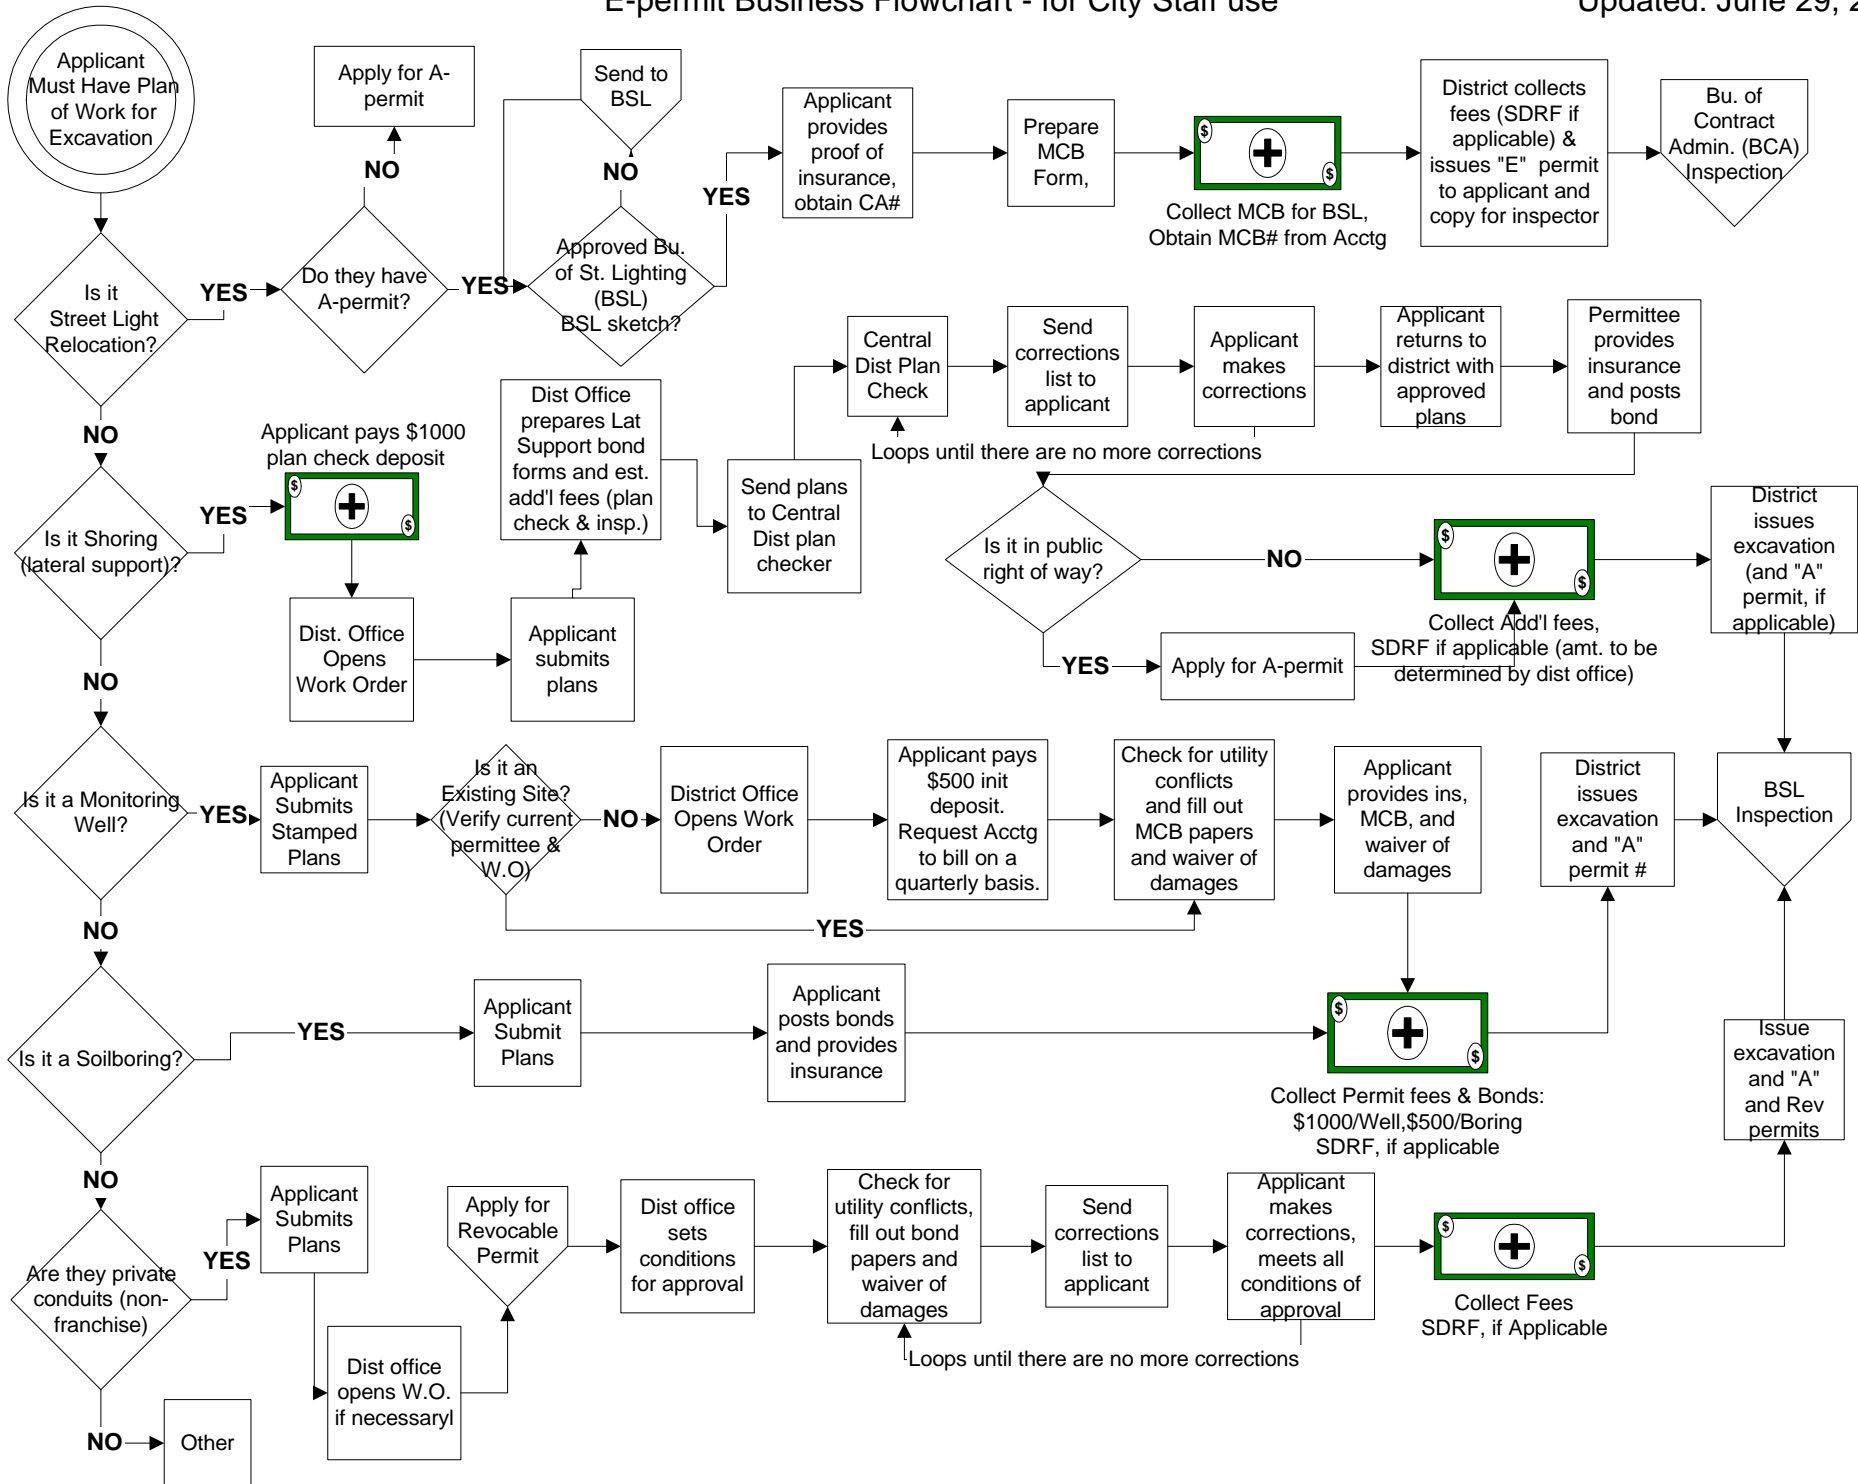 E-permit Business Flowchart - for City Staff use
Updated: June 29, 2
Applicant
Must Have Plan
of Work for
Excavation
Apply for A-
permit
Send to
BSL
Applicant
provides
proof of
insurance,
obtain CA#
Prepare
MCB
Form,
$
$
Collect MCB for BSL,
Obtain MCB# from Acctg
District collects
fees (SDRF if
applicable) &
issues "E" permit
to applicant and
copy for inspector
Bu. of
Contract
Admin. (BCA)
Inspection
NO
NO
YES
Is it
Street Light
Relocation?
YES
Do they have
A-permit?
YES
Approved Bu.
of St. Lighting
(BSL)
BSL sketch?
NO
Central
Dist Plan
Check
Send
corrections
list to
applicant
Applicant
makes
corrections
Applicant
returns to
district with
approved
plans
Permittee
provides
insurance
and posts
bond
Loops until there are no more corrections
Is it Shoring
(lateral support)?
YES
Applicant pays $1000
plan check deposit
$
$
Dist. Office
Opens
Work Order
Applicant
submits
plans
Dist Office
prepares Lat
Support bond
forms and est.
add'l fees (plan
check & insp.)
Send plans
to Central
Dist plan
checker
Is it in public
right of way?
NO
YES
Apply for A-permit
$
$
Collect Add'l fees,
SDRF if applicable (amt. to be
determined by dist office)
District
issues
excavation
(and "A"
permit, if
applicable)
NO
Is it a Monitoring
Well?
YES
Applicant
Submits
Stamped
Plans
Is it an
Existing Site?
(Verify current
permittee &
W.O)
NO
District Office
Opens Work
Order
Applicant pays
$500 init
deposit.
Request Acctg
to bill on a
quarterly basis.
Check for utility
conflicts
and fill out
MCB papers
and waiver of
damages
Applicant
provides ins,
MCB, and
waiver of
damages
District
issues
excavation
and "A"
permit #
BSL
Inspection
YES
NO
Is it a Soilboring?
YES
Applicant
Submit
Plans
Applicant
posts bonds
and provides
insurance
$
$
Collect Permit fees & Bonds:
$1000/Well,$500/Boring
SDRF, if applicable
Issue
excavation
and "A"
and Rev
permits
NO
Are they private
conduits (non-
franchise)
YES
Applicant
Submits
Plans
Dist office
opens W.O.
if necessaryl
Apply for
Revocable
Permit
Dist office
sets
conditions
for approval
Check for
utility conflicts,
fill out bond
papers and
waiver of
damages
Send
corrections
list to
applicant
Applicant
makes
corrections,
meets all
conditions of
approval
$
$
Collect Fees
SDRF, if Applicable
Loops until there are no more corrections
NO
Other